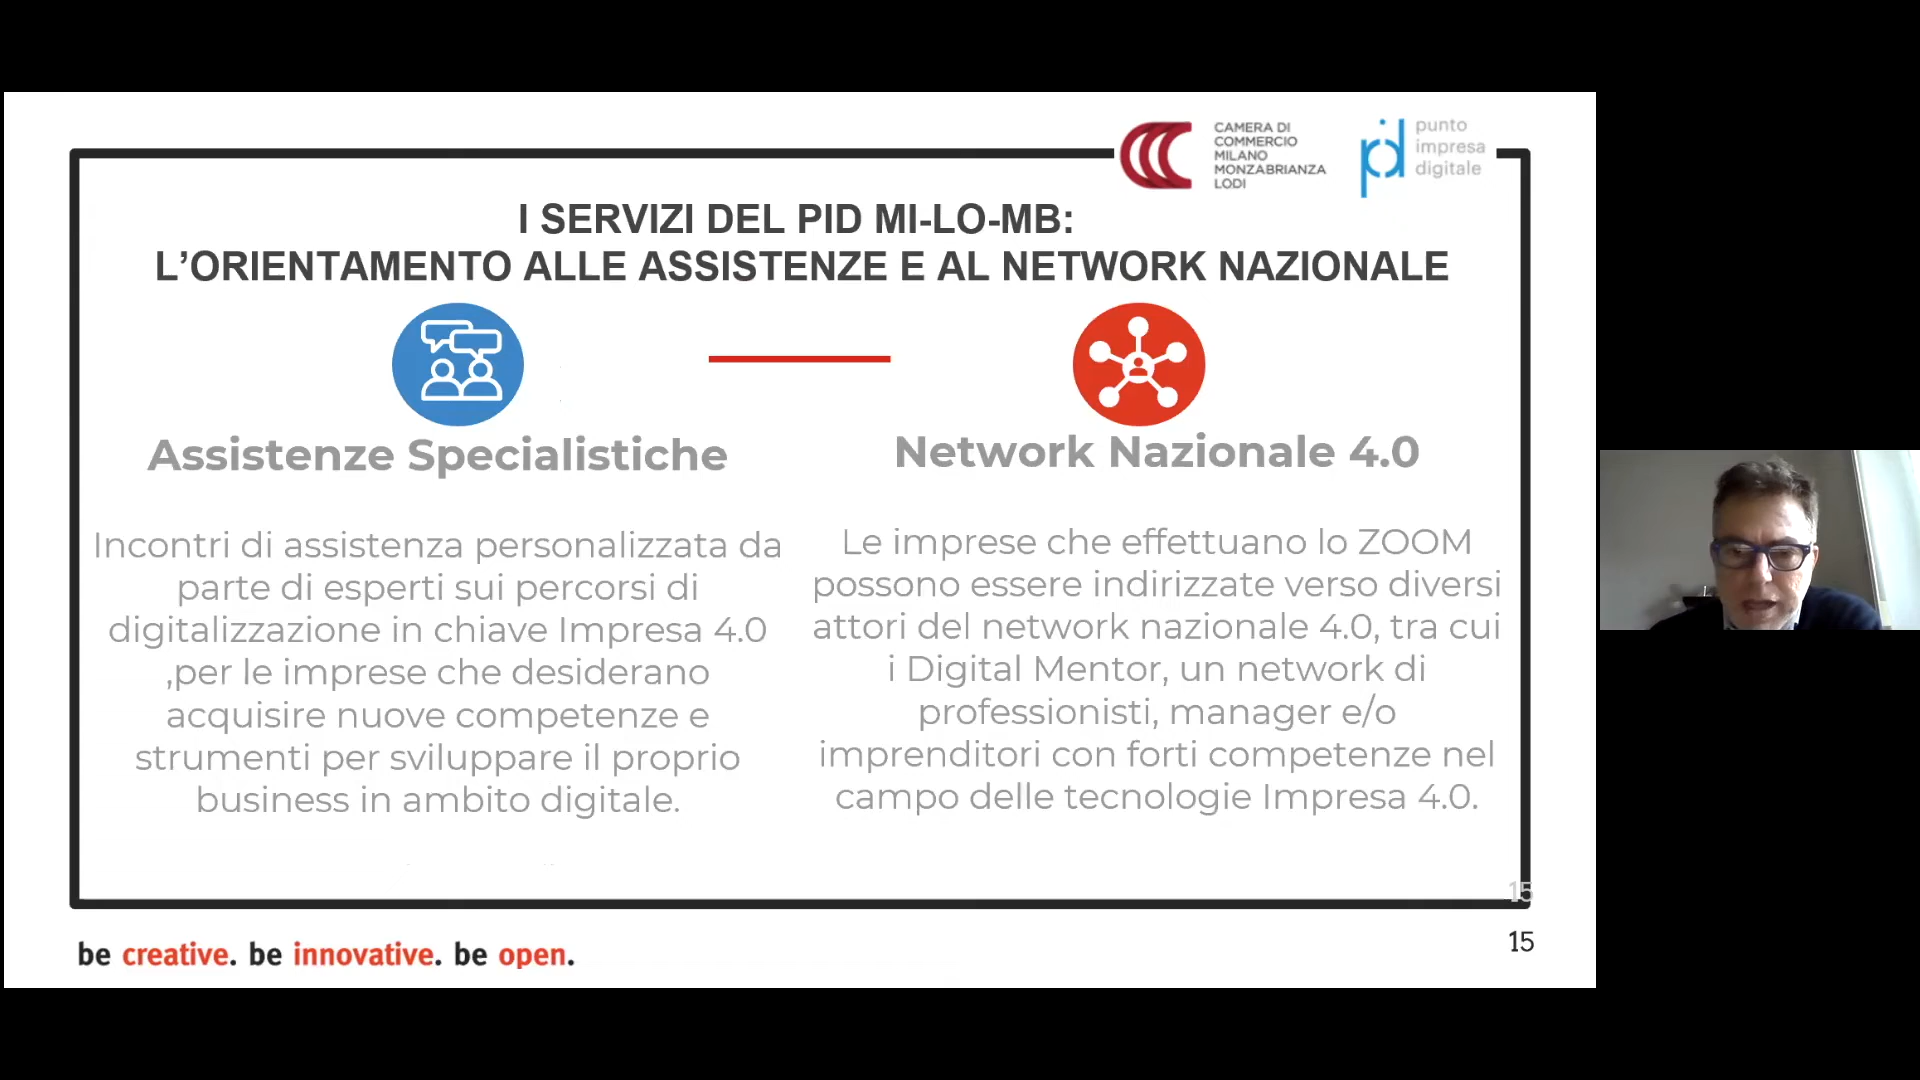 CAMERA DI
COMMERCIO
MILANO
MONZABRIANZA
LODI
punto
impresa
digitale
I SERVIZI DEL PID MI-LO-MB:
L’ORIENTAMENTO ALLE ASSISTENZE E AL NETWORK NAZIONALE
Assistenze Specialistiche
Incontri di assistenza personalizzata da
parte di esperti sui percorsi di
digitalizzazione in chiave Impresa 4.0
,per le imprese che desiderano
acquisire nuove competenze e
strumenti per sviluppare il proprio
business in ambito digitale.
Network Nazionale 4.0
Le imprese che effettuano lo ZOOM
possono essere indirizzate verso diversi
attori del network nazionale 4.0, tra cui
i Digital Mentor, un network di
professionisti, manager e/o
imprenditori con forti competenze nel
campo delle tecnologie Impresa 4.0.
15
be creative. be innovative. be open.
15